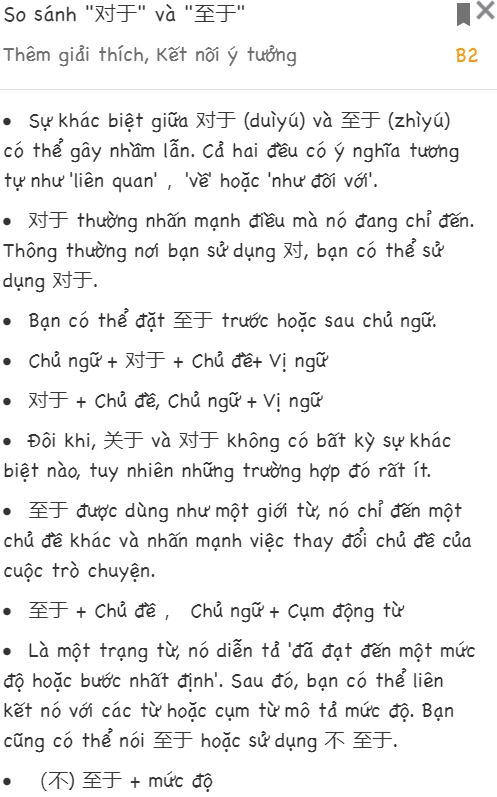 So sánh "对于" và "至于"
Thêm giải thích, Kết nối ý tưởng B2
• Sự khác biệt giữa 对于 (duìyú) và 至于 (zhìyú)
có thể gây nhầm lẫn. Cả hai đều có ý nghĩa tương
tự như 'liên quan' ，'về' hoặc 'như đối với'.
• 对于 thường nhấn mạnh điều mà nó đang chỉ đến.
Thông thường nơi bạn sử dụng 对, bạn có thể sử
dụng 对于.
• Bạn có thể đặt 至于 trước hoặc sau chủ ngữ.
• Chủ ngữ + 对于 + Chủ đề+ Vị ngữ
• 对于 + Chủ đề, Chủ ngữ + Vị ngữ
• Đôi khi, 关于 và 对于 không có bất kỳ sự khác
biệt nào, tuy nhiên những trường hợp đó rất ít.
• 至于 được dùng như một giới từ, nó chỉ đến một
chủ đề khác và nhấn mạnh việc thay đổi chủ đề của
cuộc trò chuyện.
• 至于 + Chủ đề ， Chủ ngữ + Cụm động từ
• Là một trạng từ, nó diễn tả 'đã đạt đến một mức
độ hoặc bước nhất định'. Sau đó, bạn có thể liên
kết nó với các từ hoặc cụm từ mô tả mức độ. Bạn
cũng có thể nói 至于 hoặc sử dụng 不 至于.
• (不) 至于 + mức độ